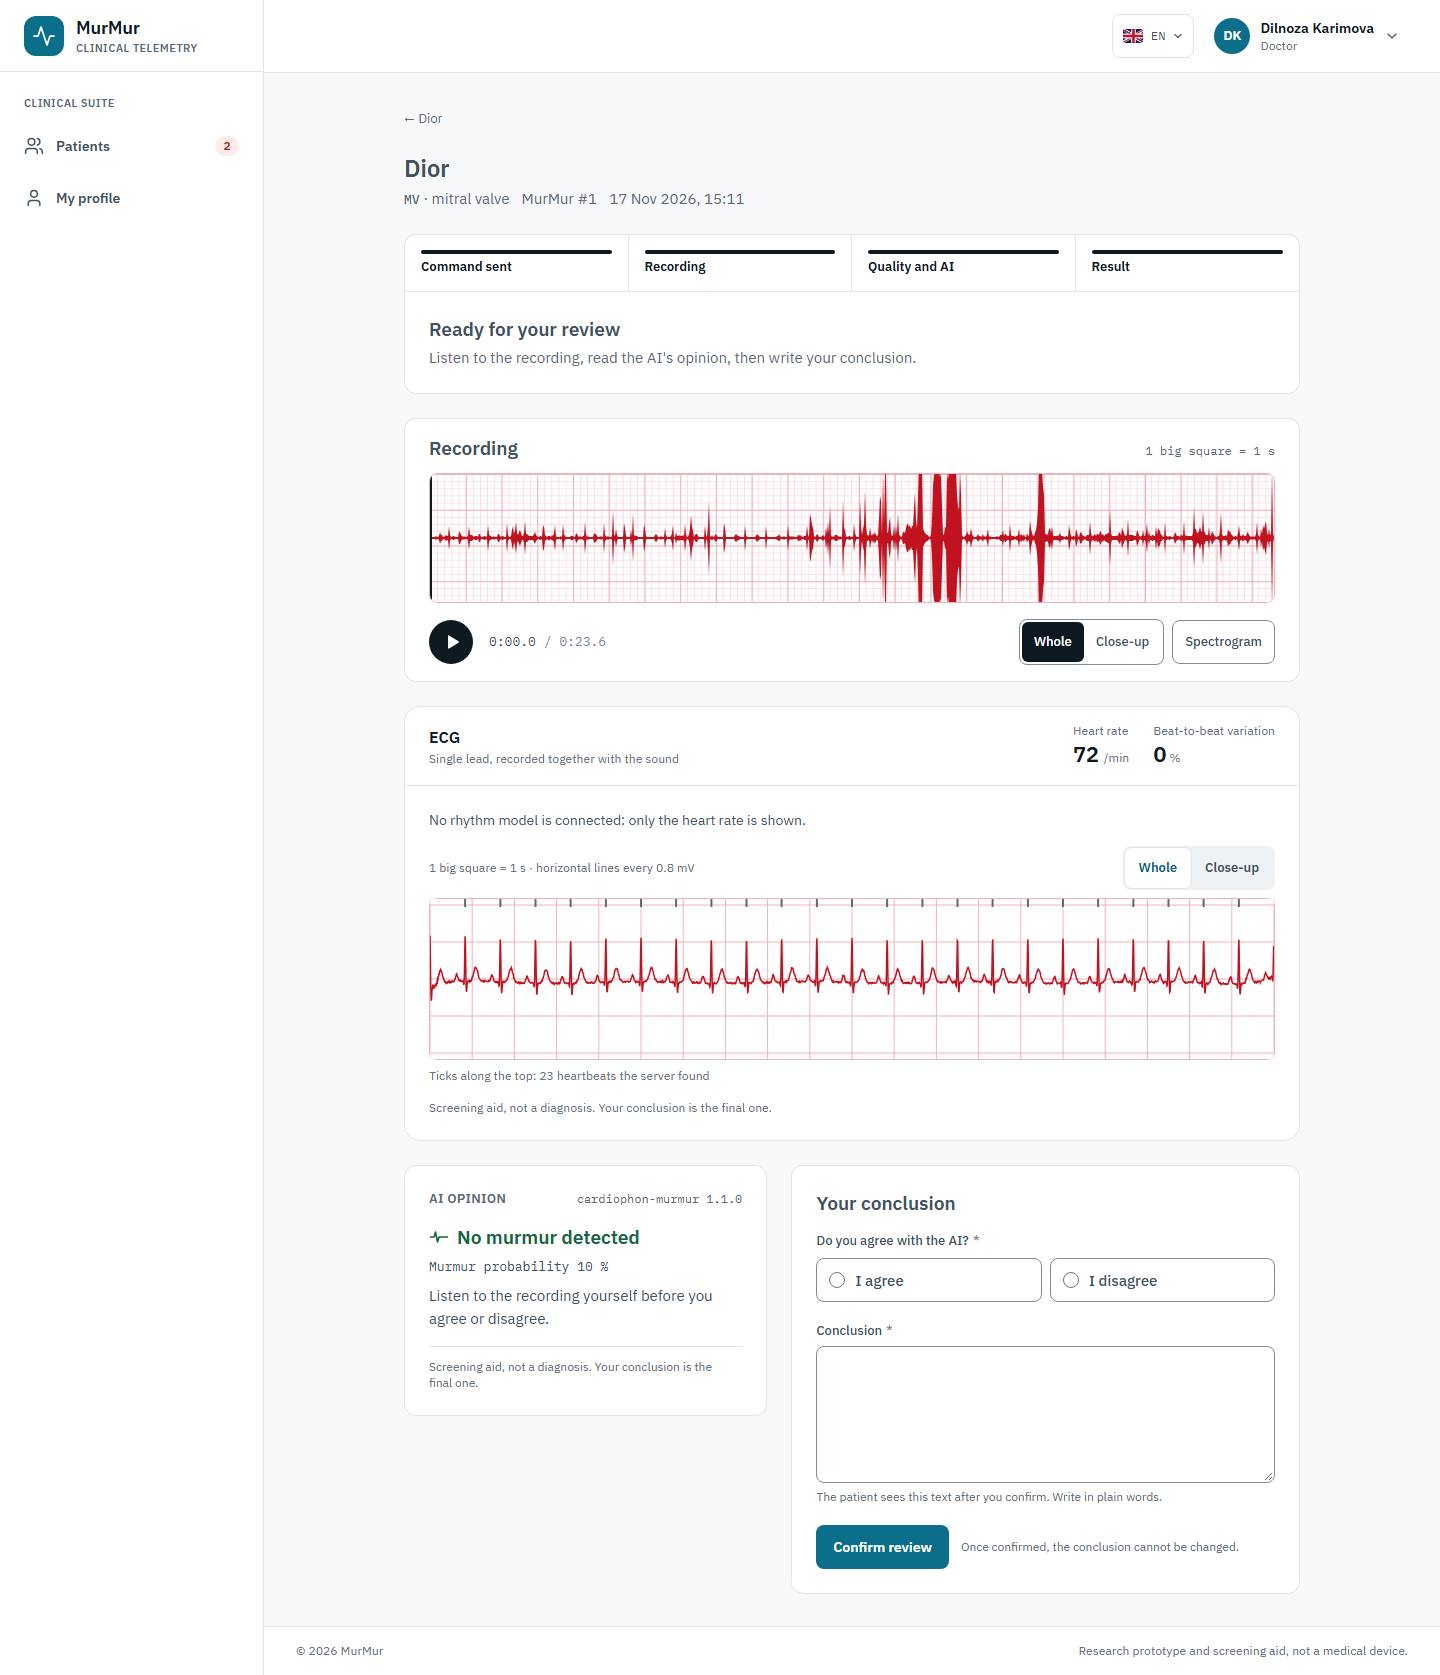 MurMur
CLINICAL TELEMETRY
EN
DK
Dilnoza Karimova
Doctor
CLINICAL SUITE
Patients
2
My profile
← Dior
Dior
MV · mitral valve MurMur #1 17 Nov 2026, 15:11
Command sent
Recording
Quality and AI
Result
Ready for your review
Listen to the recording, read the AI's opinion, then write your conclusion.
Recording
1 big square = 1 s
0:00.0 / 0:23.6
Whole
Close-up
Spectrogram
ECG
Single lead, recorded together with the sound
Heart rate
72 /min
Beat-to-beat variation
0 %
No rhythm model is connected: only the heart rate is shown.
1 big square = 1 s · horizontal lines every 0.8 mV
Whole
Close-up
Ticks along the top: 23 heartbeats the server found
Screening aid, not a diagnosis. Your conclusion is the final one.
AI OPINION
cardiophon-murmur 1.1.0
No murmur detected
Murmur probability 10 %
Listen to the recording yourself before you
agree or disagree.
Screening aid, not a diagnosis. Your conclusion is the
final one.
Your conclusion
Do you agree with the AI? *
I agree
I disagree
Conclusion *
The patient sees this text after you confirm. Write in plain words.
Confirm review
Once confirmed, the conclusion cannot be changed.
© 2026 MurMur
Research prototype and screening aid, not a medical device.